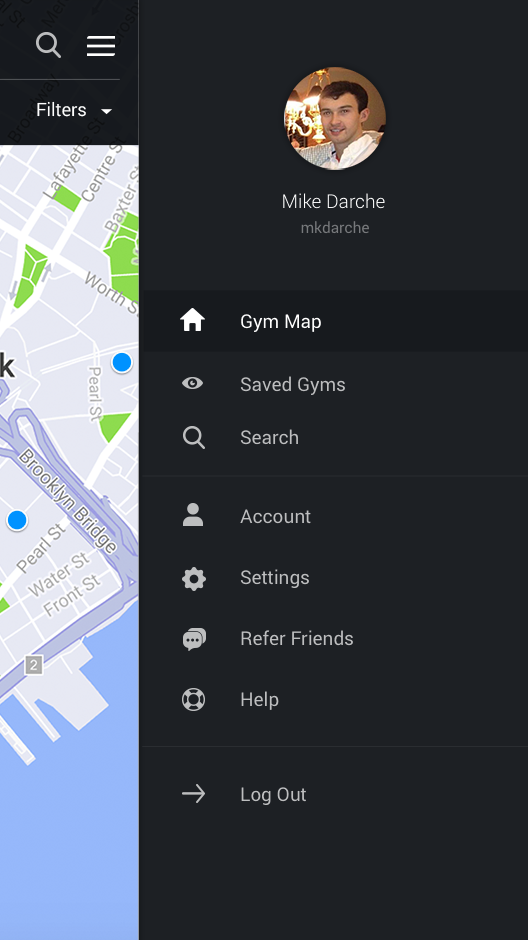 Filters
Lafayette St
Centre St
Baxter St
Worth S
k
Pearl St
Brooklyn Bridge
Pearl St
Water St
Front St
2
Mike Darche
mkdarche
Gym Map
Saved Gyms
Search
Account
Settings
Refer Friends
Help
Log Out